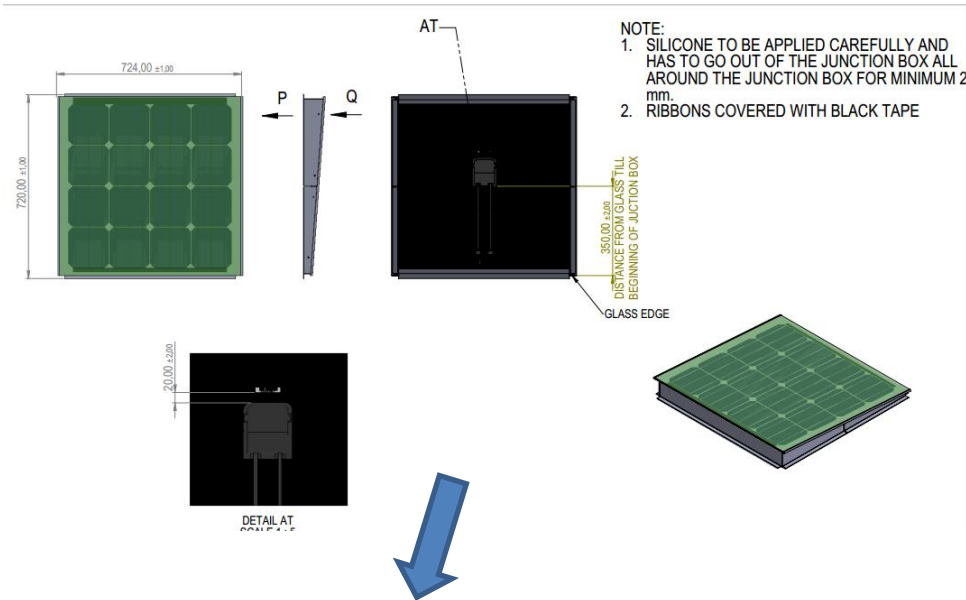 AT
NOTE:
1. SILICONE TO BE APPLIED CAREFULLY AND
HAS TO GO OUT OF THE JUNCTION BOX ALL
AROUND THE JUNCTION BOX FOR MINIMUM 2
mm.
2. RIBBONS COVERED WITH BLACK TAPE
724,00 ±1,00
P
Q
720,00 ±1,00
350,00 ±2,00
DISTANCE FROM GLASS TILL
BEGINNING OF JUCTION BOX
GLASS EDGE
20,00 ±2,00
DETAIL AT
SCALE 1 : 5